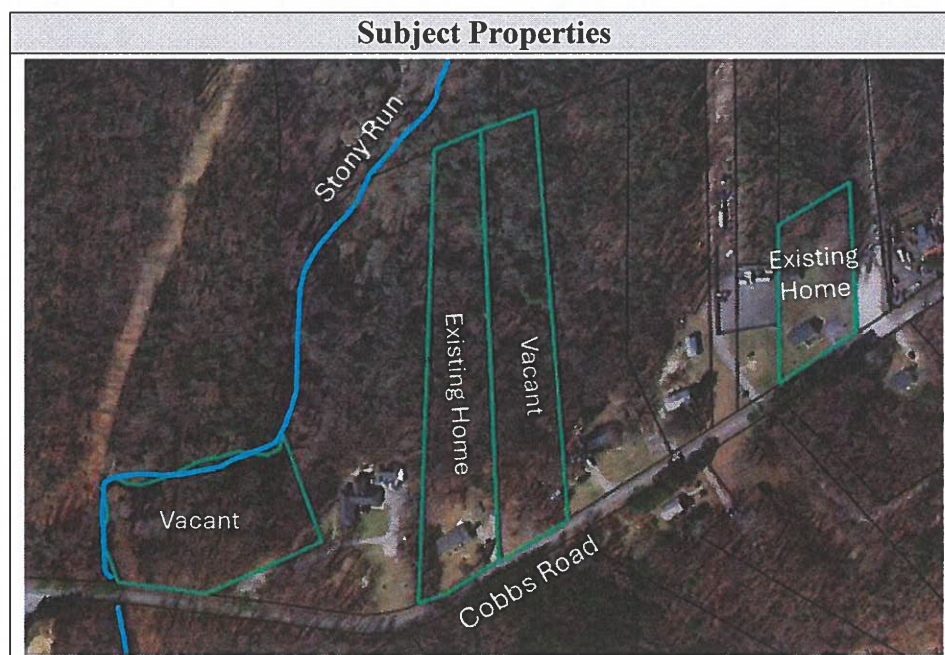 Subject Properties
Stony Run
Existing Home
Vacant
Existing
Home
Vacant
Cobbs Road